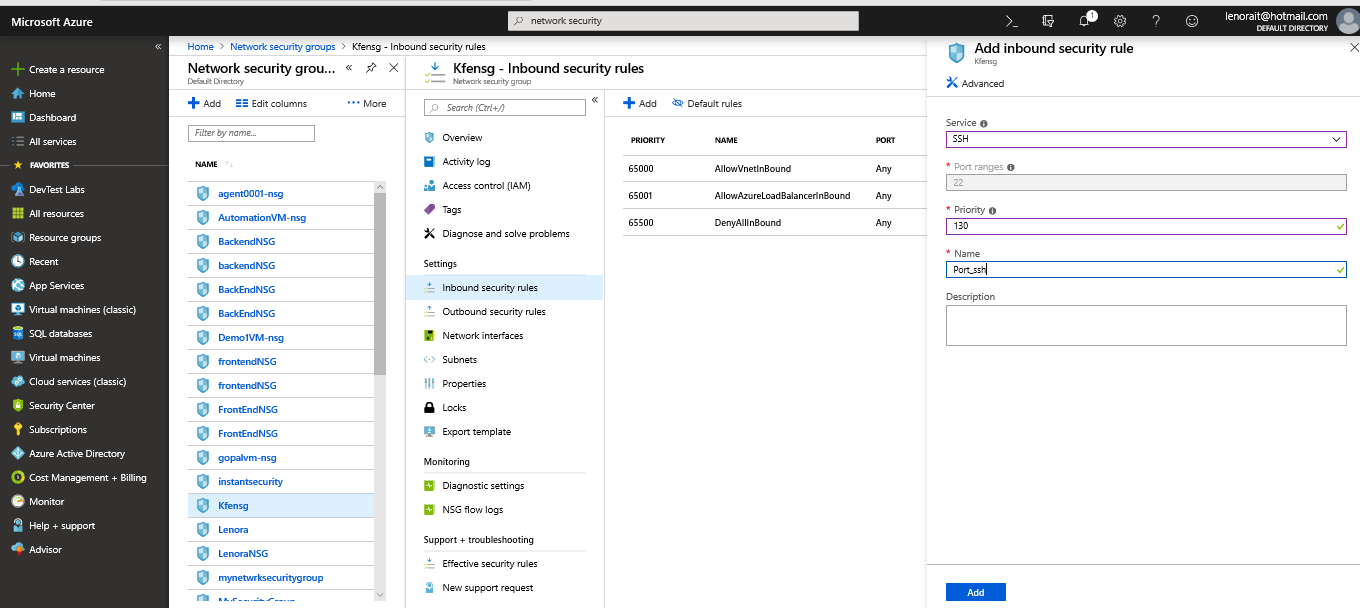 Microsoft Azure
network security
1
lenorait@hotmail.com
DEFAULT DIRECTORY
Create a resource
Home
Dashboard
All services
FAVORITES
DevTest Labs
All resources
Resource groups
Recent
App Services
Virtual machines (classic)
SQL databases
Virtual machines
Cloud services (classic)
Security Center
Subscriptions
Azure Active Directory
Cost Management + Billing
Monitor
Help + support
Advisor
Home > Network security groups > Kfensg - Inbound security rules
Network security grou...
Default Directory
Add Edit columns ··· More
Filter by name...
NAME
agent0001-nsg
AutomationVM-nsg
BackendNSG
backendNSG
BackEndNSG
BackEndNSG
Demo1VM-nsg
frontendNSG
frontendNSG
FrontEndNSG
FrontEndNSG
gopalvm-nsg
instantsecurity
Kfensg
Lenora
LenoraNSG
mynetwrksecuritygroup
MySecurityGroup
Kfensg - Inbound security rules
Network security group
Search (Ctrl+/)
Overview
Activity log
Access control (IAM)
Tags
Diagnose and solve problems
Settings
Inbound security rules
Outbound security rules
Network interfaces
Subnets
Properties
Locks
Export template
Monitoring
Diagnostic settings
NSG flow logs
Support + troubleshooting
Effective security rules
New support request
Add Default rules
PRIORITY NAME PORT
65000 AllowVnetInBound Any
65001 AllowAzureLoadBalancerInBound Any
65500 DenyAllInBound Any
Add inbound security rule
Kfensg
Advanced
Service
SSH
* Port ranges
22
* Priority
130
* Name
Port_ssh
Description
Add